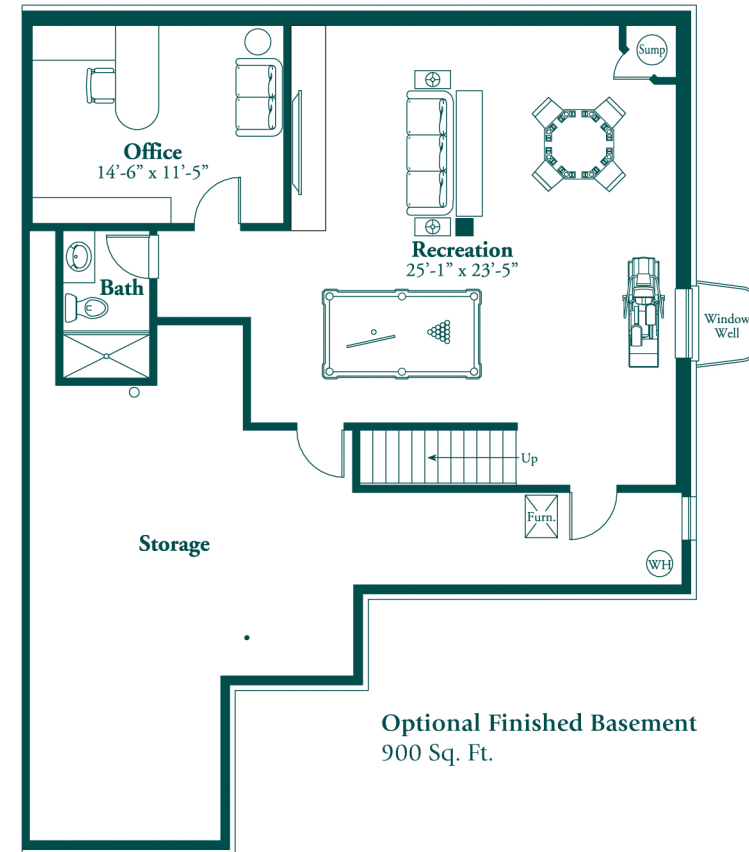 Sump
Office
14’-6” x 11’-5”
Recreation
25’-1” x 23’-5”
Bath
Window
Well
Up
Furn.
Storage
WH
Optional Finished Basement
900 Sq. Ft.